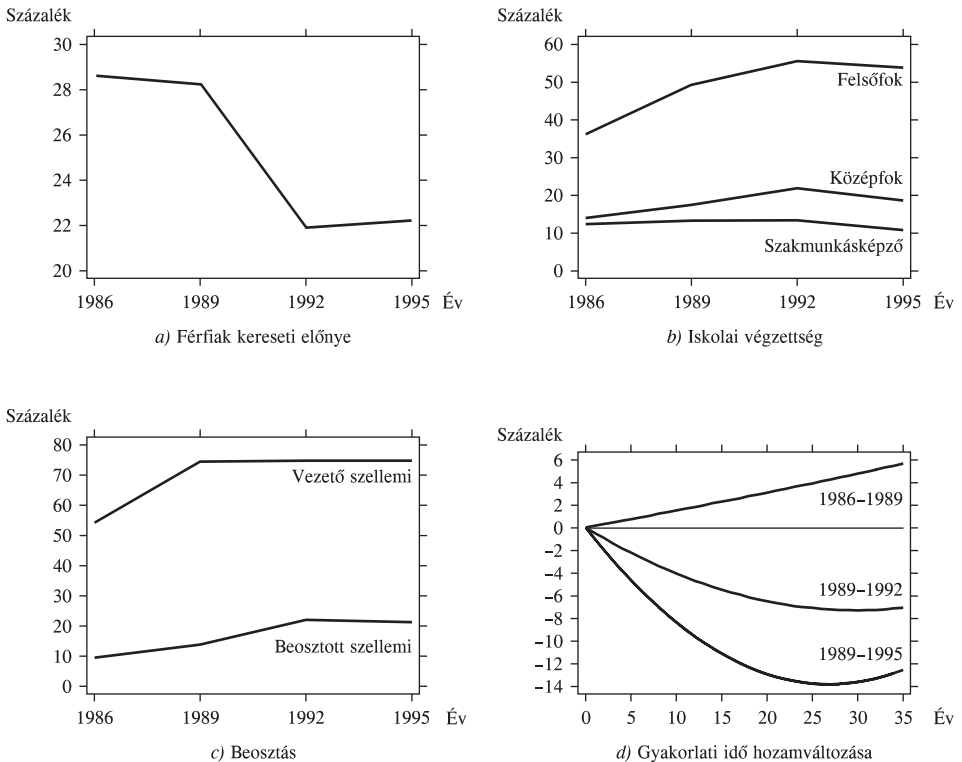 Százalék
30
28
26
24
22
20
1986 1989 1992 1995 Év
a) Férfiak kereseti előnye
Százalék
60
50
40
30
20
10
0
Felsőfok
Középfok
Szakmunkásképző
1986 1989 1992 1995 Év
b) Iskolai végzettség
Százalék
80
70
60
50
40
30
20
10
0
Vezető szellemi
Beosztott szellemi
1986 1989 1992 1995 Év
c) Beosztás
Százalék
6
4
2
0
−2
−4
−6
−8
−10
−12
−14
1986–1989
1989–1992
1989–1995
0 5 10 15 20 25 30 35 Év
d) Gyakorlati idő hozamváltozása